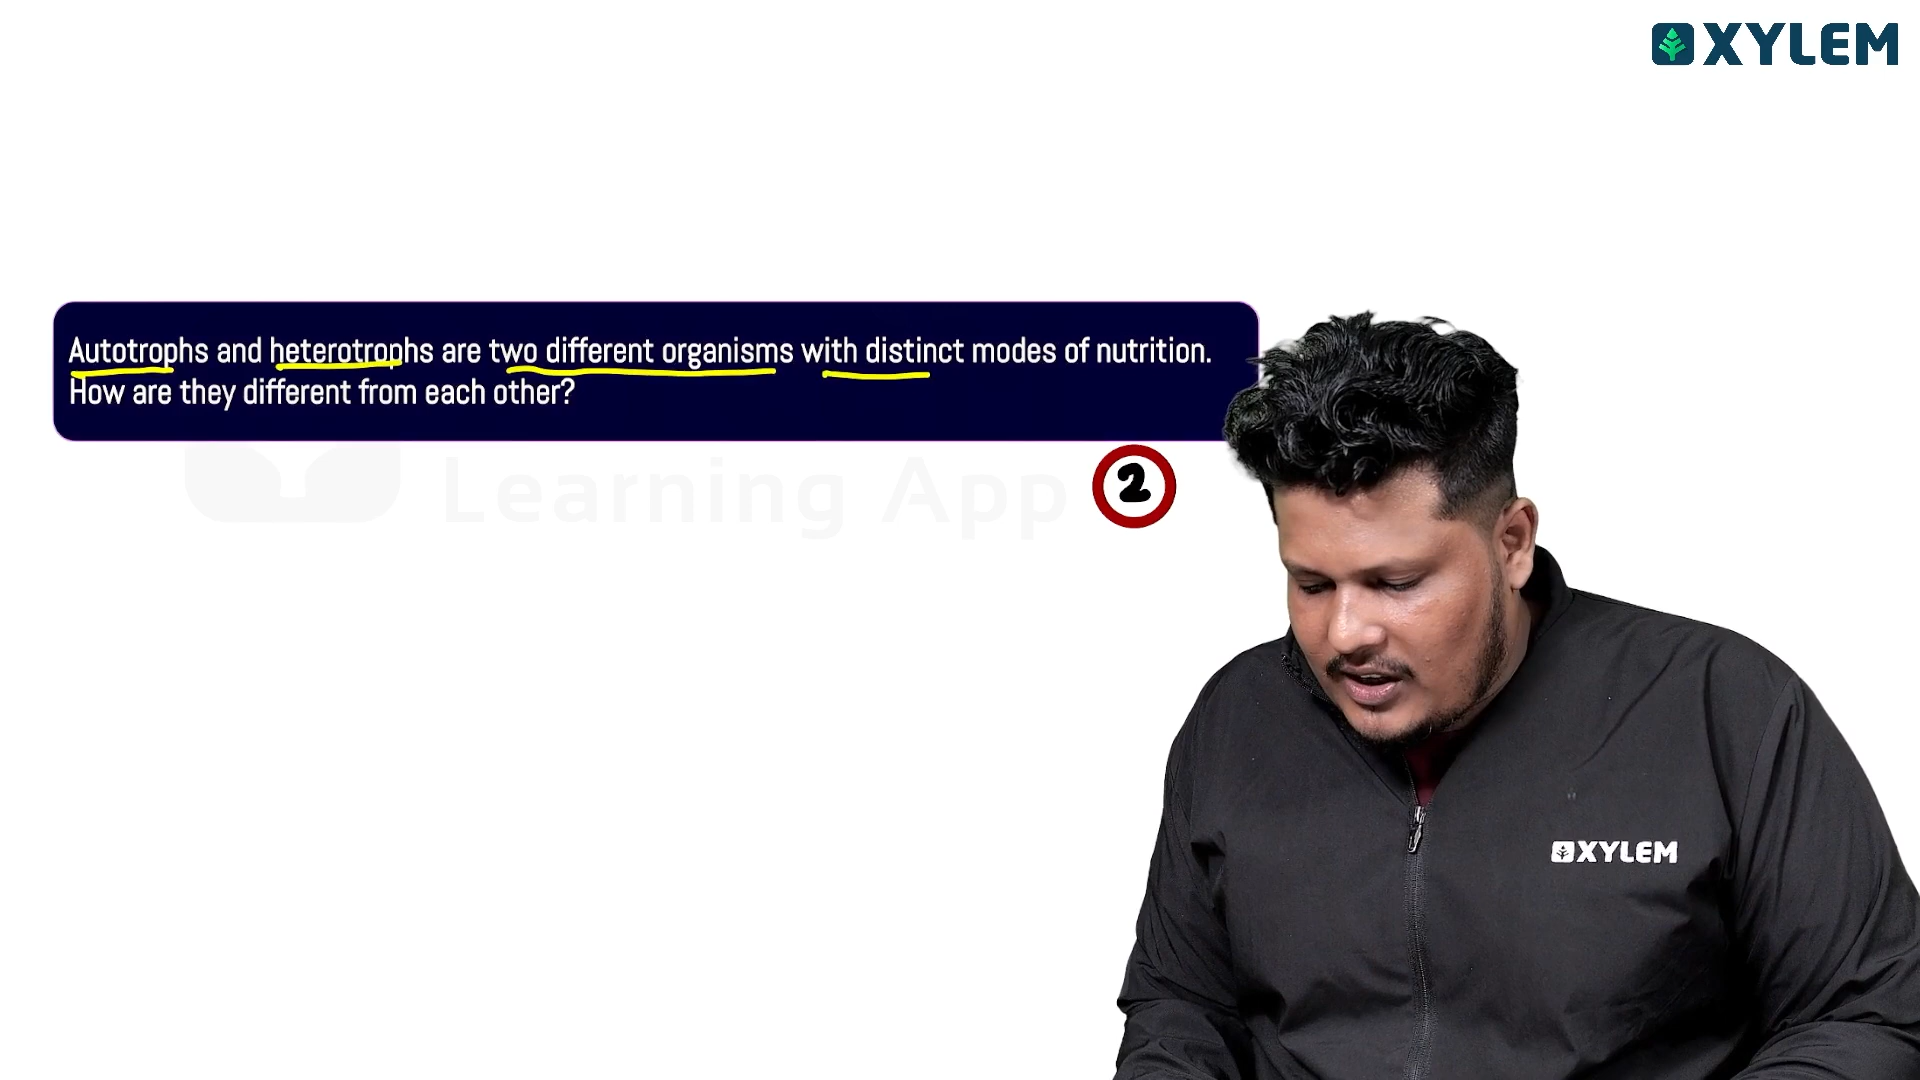 XYLEM
Autotrophs and heterotrophs are two different organisms with distinct modes of nutrition.
How are they different from each other?
Learning App
2
XYLEM